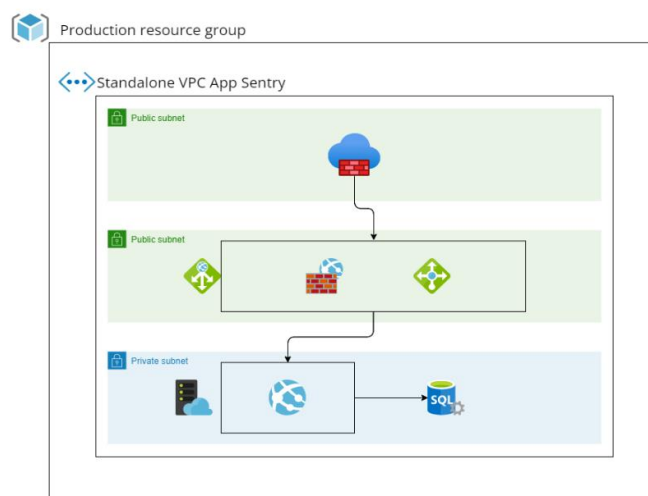 Production resource group
Standalone VPC App Sentry
Public subnet
Public subnet
Private subnet
SQL